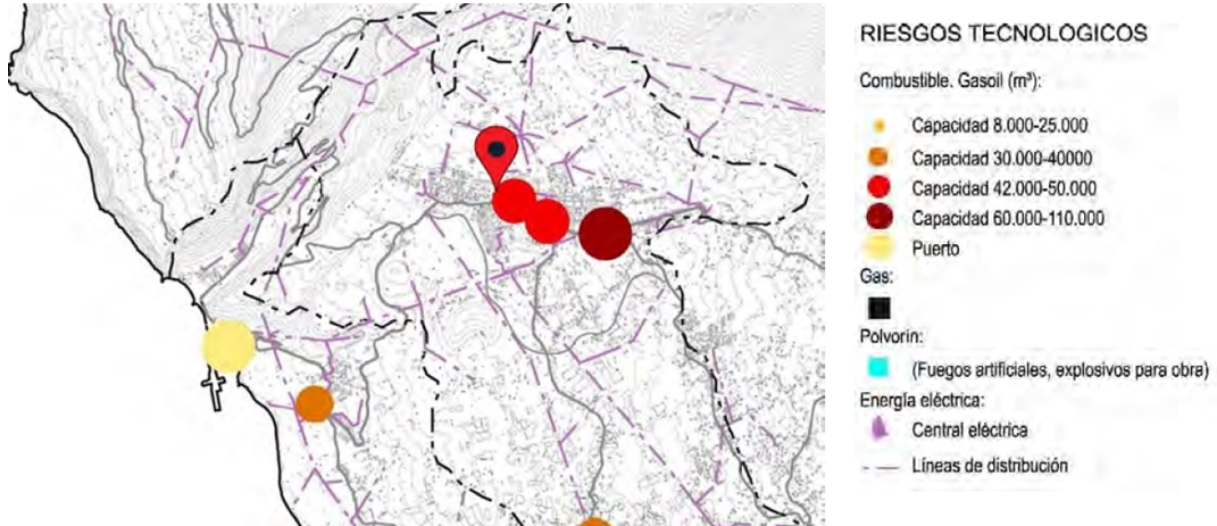 RIESGOS TECNOLOGICOS
Combustible. Gasoil (m³):
Capacidad 8.000-25.000
Capacidad 30.000-40000
Capacidad 42.000-50.000
Capacidad 60.000-110.000
Puerto
Gas:
Polvorin:
(Fuegos artificiales, explosivos para obra)
Energía eléctrica:
Central eléctrica
Líneas de distribución